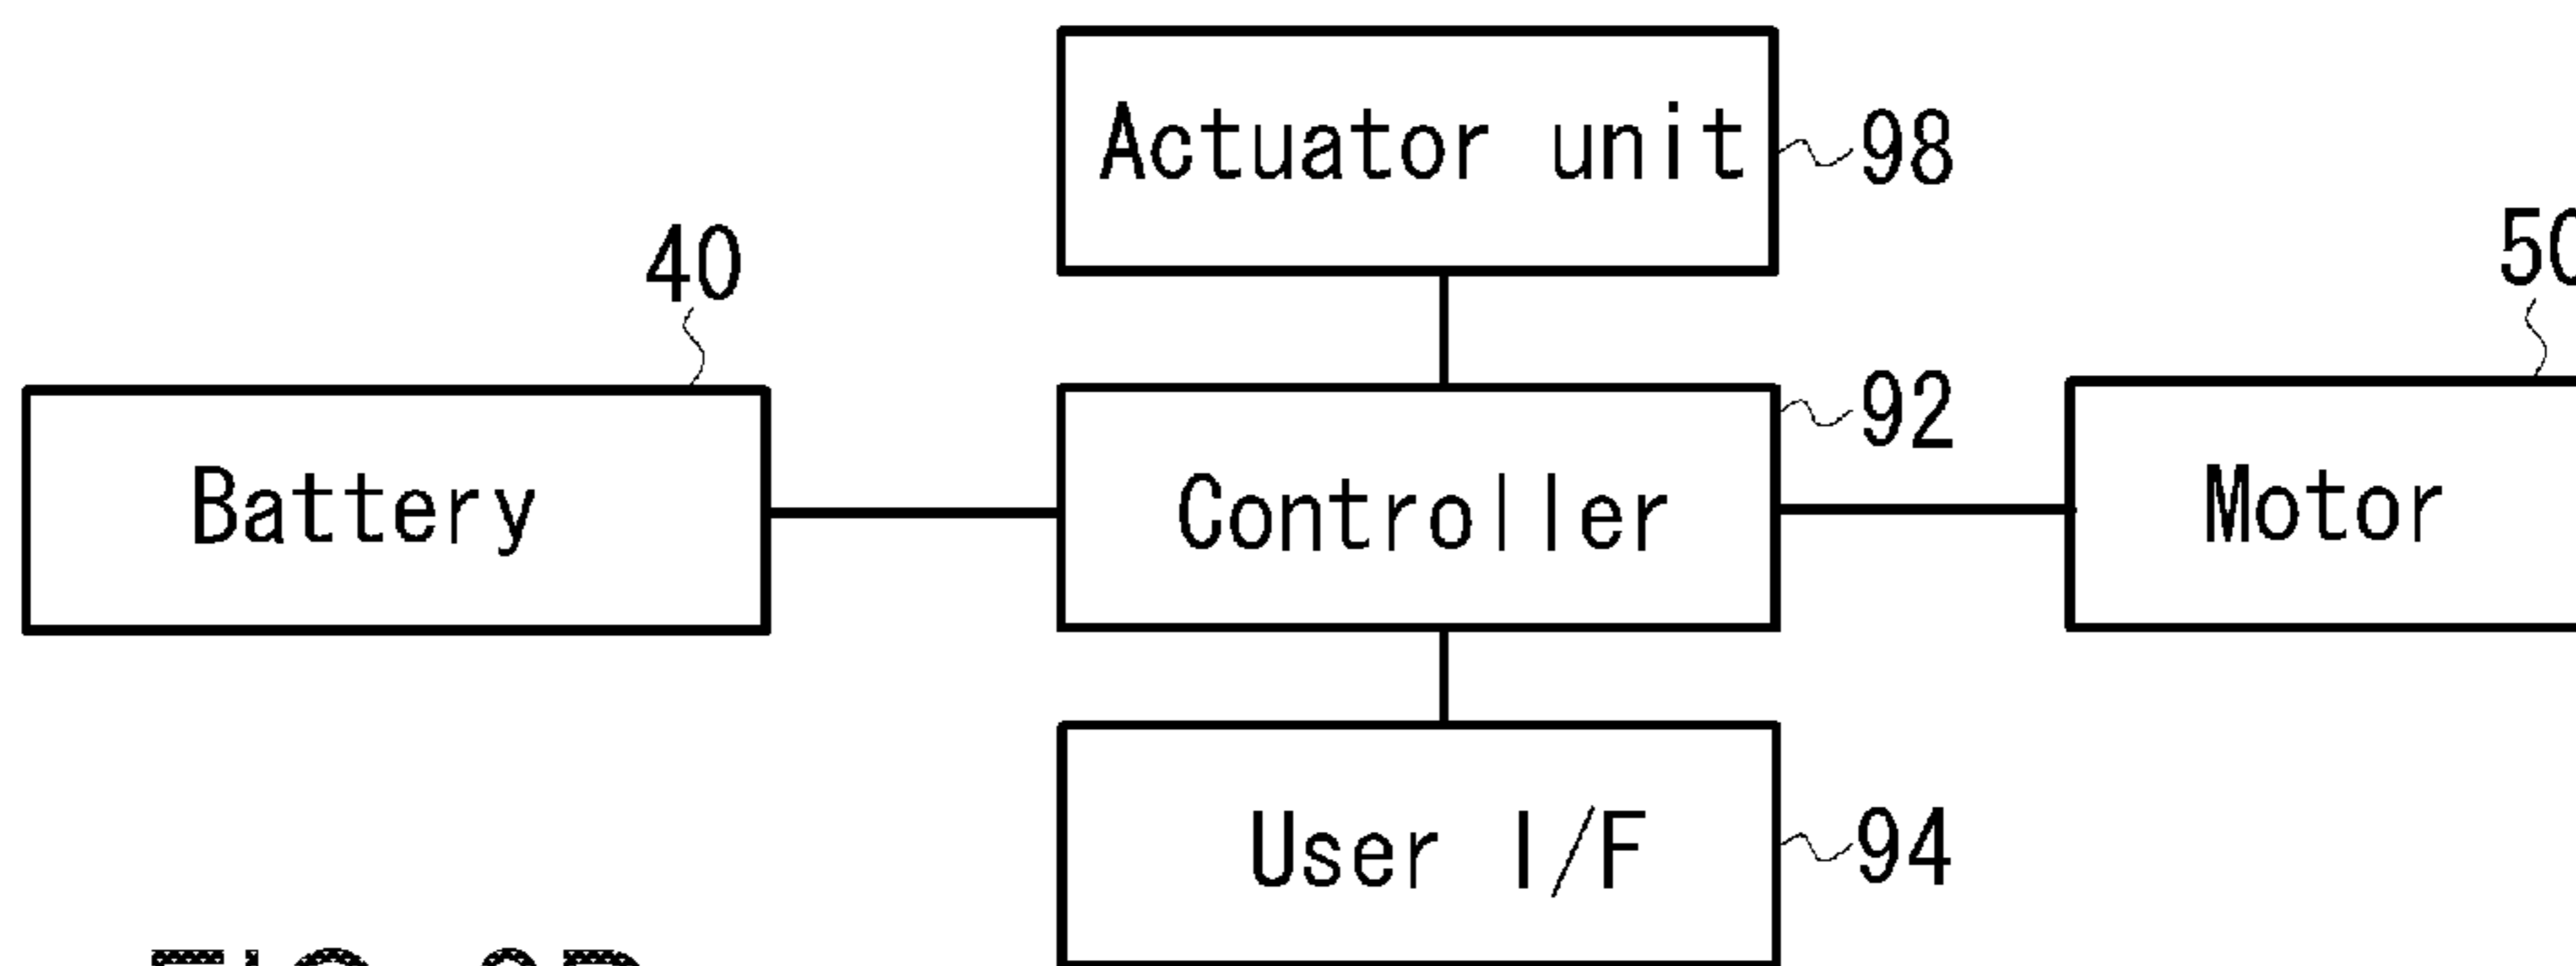 Actuator unit
98
40
50
92
Battery
Controller
Motor
User I/F
94